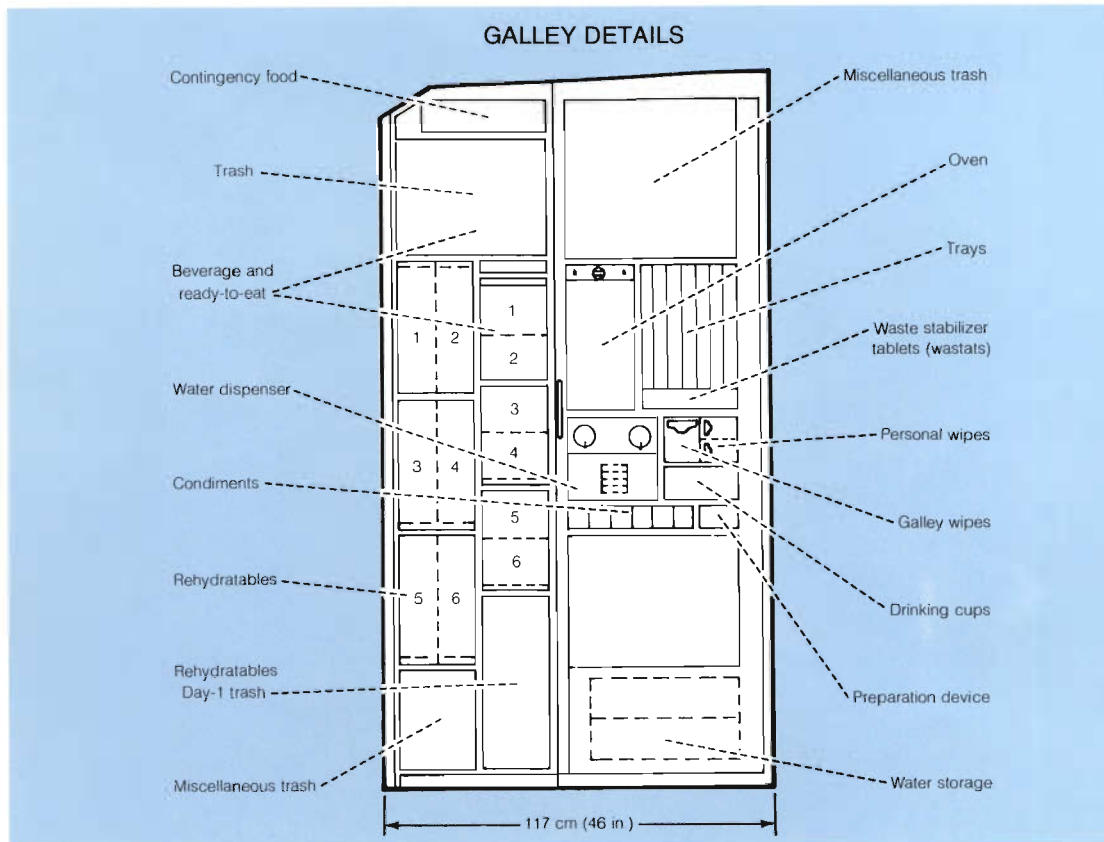 GALLEY DETAILS
Contingency food
Miscellaneous trash
Oven
Trash
Trays
Beverage and
ready-to-eat
1
2
1
2
Waste stabilizer
tablets (wastats)
Water dispenser
3
4
3
4
Personal wipes
Condiments
5
6
Galley wipes
Rehydratables
5
6
Drinking cups
Rehydratables
Day-1 trash
Preparation device
Miscellaneous trash
Water storage
117 cm (46 in.)